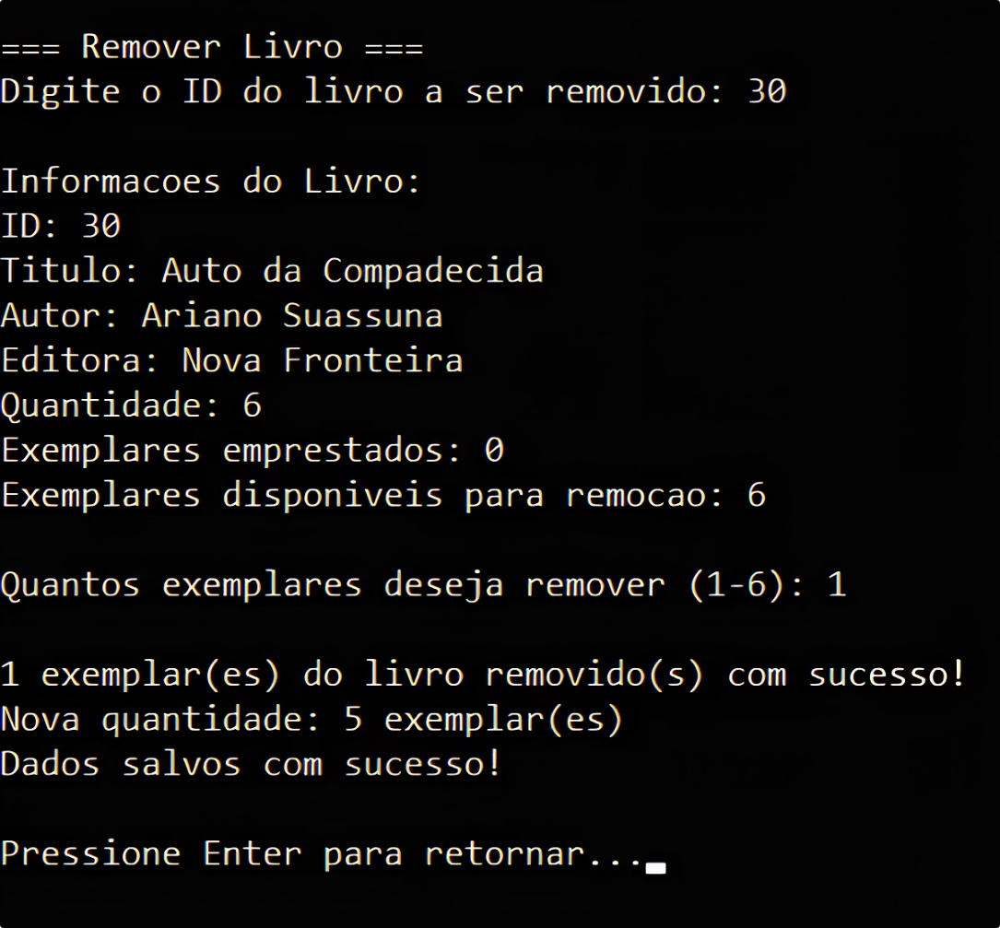 === Remover Livro ===
Digite o ID do livro a ser removido: 30
Informacoes do Livro:
ID: 30
Titulo: Auto da Compadecida
Autor: Ariano Suassuna
Editora: Nova Fronteira
Quantidade: 6
Exemplares emprestados: 0
Exemplares disponiveis para remocao: 6
Quantos exemplares deseja remover (1-6): 1
1 exemplar(es) do livro removido(s) com sucesso!
Nova quantidade: 5 exemplar(es)
Dados salvos com sucesso!
Pressione Enter para retornar...